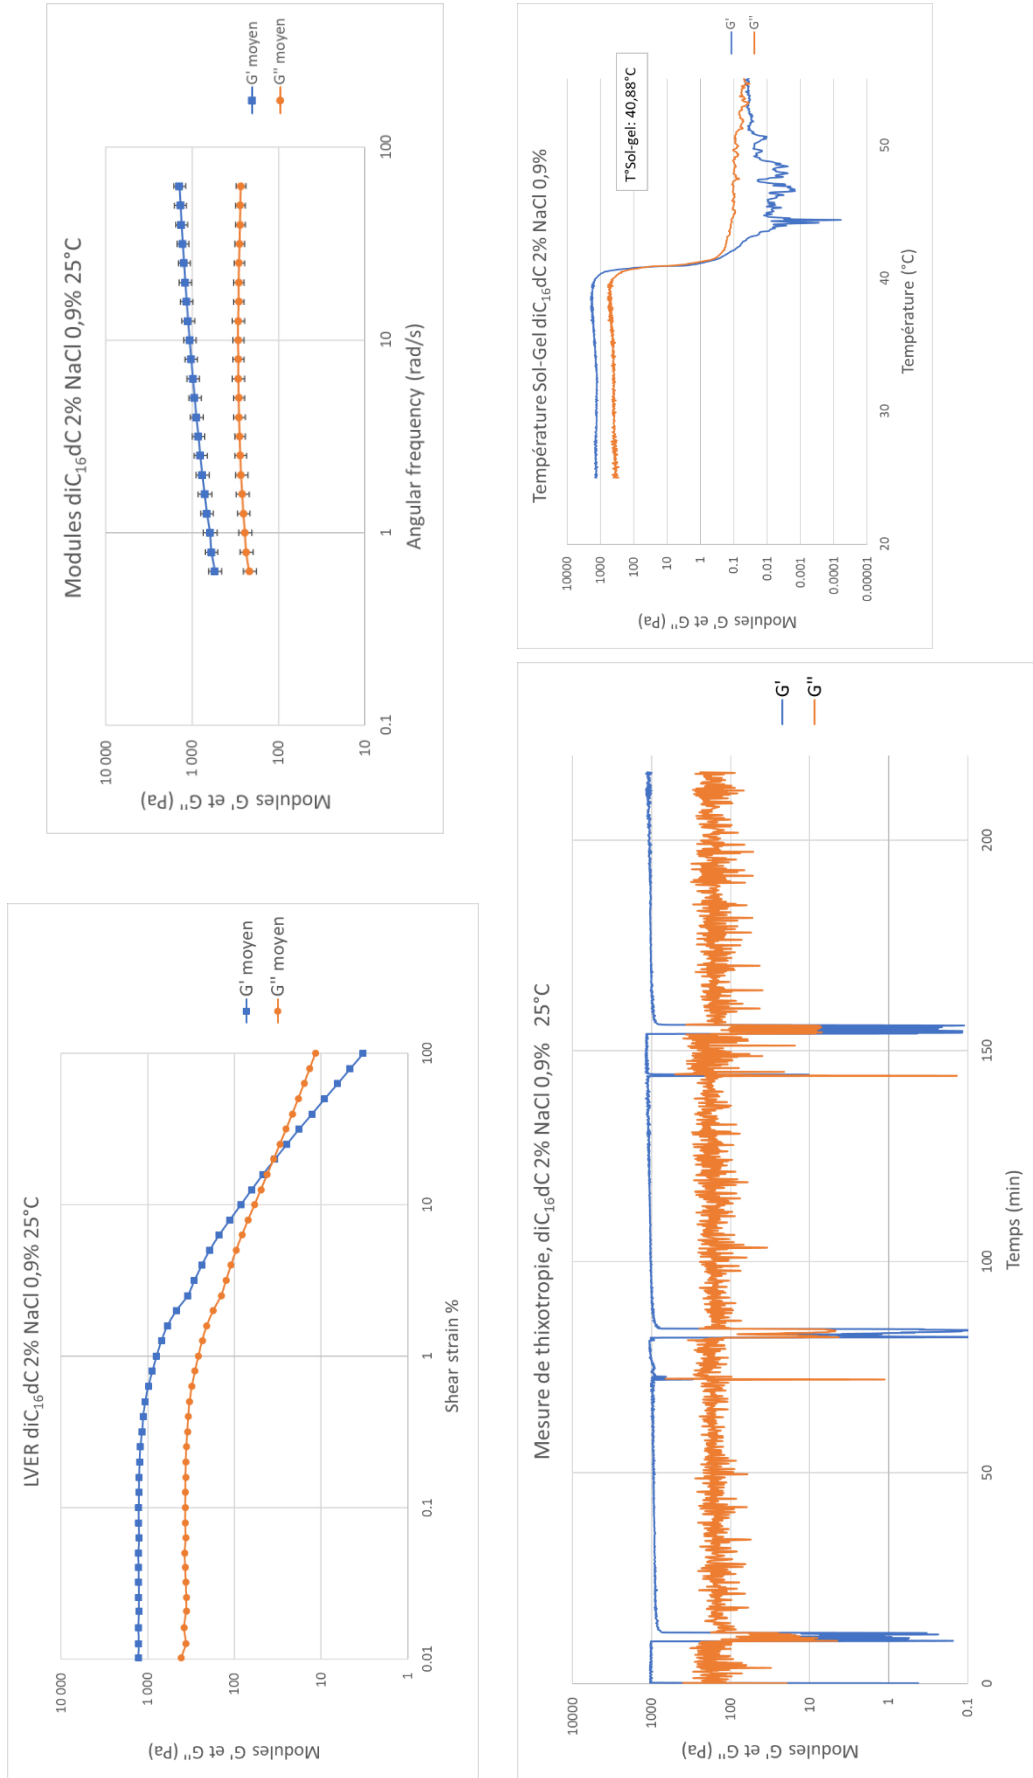 LVER diC16dC 2% NaCl 0,9% 25°C
Modules G' et G'' (Pa)
10 000
1 000
100
10
1
0.01
0.1
1
10
100
Shear strain %
G' moyen
G'' moyen
Modules diC16dC 2% NaCl 0,9% 25°C
Modules G' et G'' (Pa)
10 000
1 000
100
10
0.1
1
10
100
Angular frequency (rad/s)
G' moyen
G'' moyen
Mesure de thixotropie, diC16dC 2% NaCl 0,9% 25°C
Modules G' et G'' (Pa)
10000
1000
100
10
1
0.1
0
50
100
150
200
Temps (min)
G'
G''
Température Sol-Gel diC16dC 2% NaCl 0,9%
Modules G' et G'' (Pa)
10000
1000
100
10
1
0.1
0.01
0.001
0.0001
0.00001
20
30
40
50
Température (°C)
T°Sol-gel: 40,88°C
G'
G''